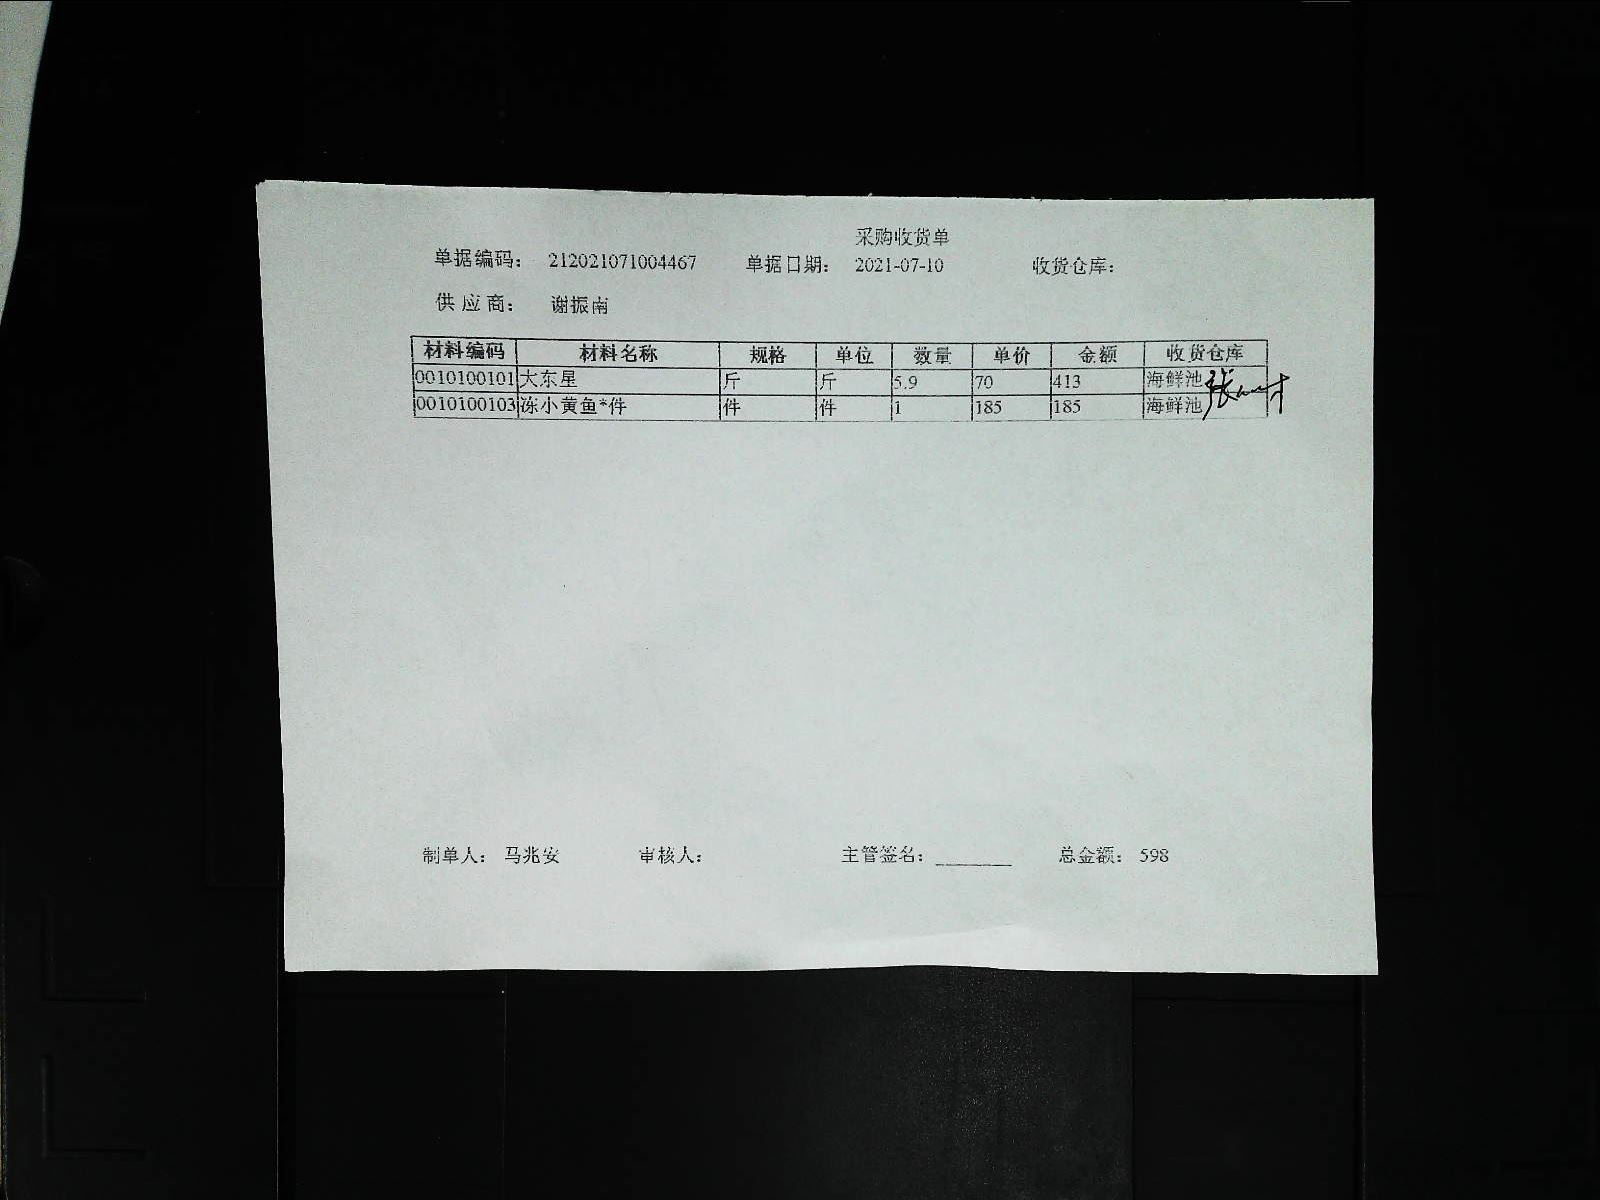 采购收货单
单据编码： 212021071004467 单据日期： 2021-07-10 收货仓库：
供 应 商： 谢振南
材料编码 材料名称 规格 单位 数量 单价 金额 收货仓库
0010100101 大东星 斤 斤 5.9 70 413 海鲜池
0010100103 冻小黄鱼*件 件 件 1 185 185 海鲜池
制单人： 马兆安 审核人： 主管签名：________ 总金额： 598